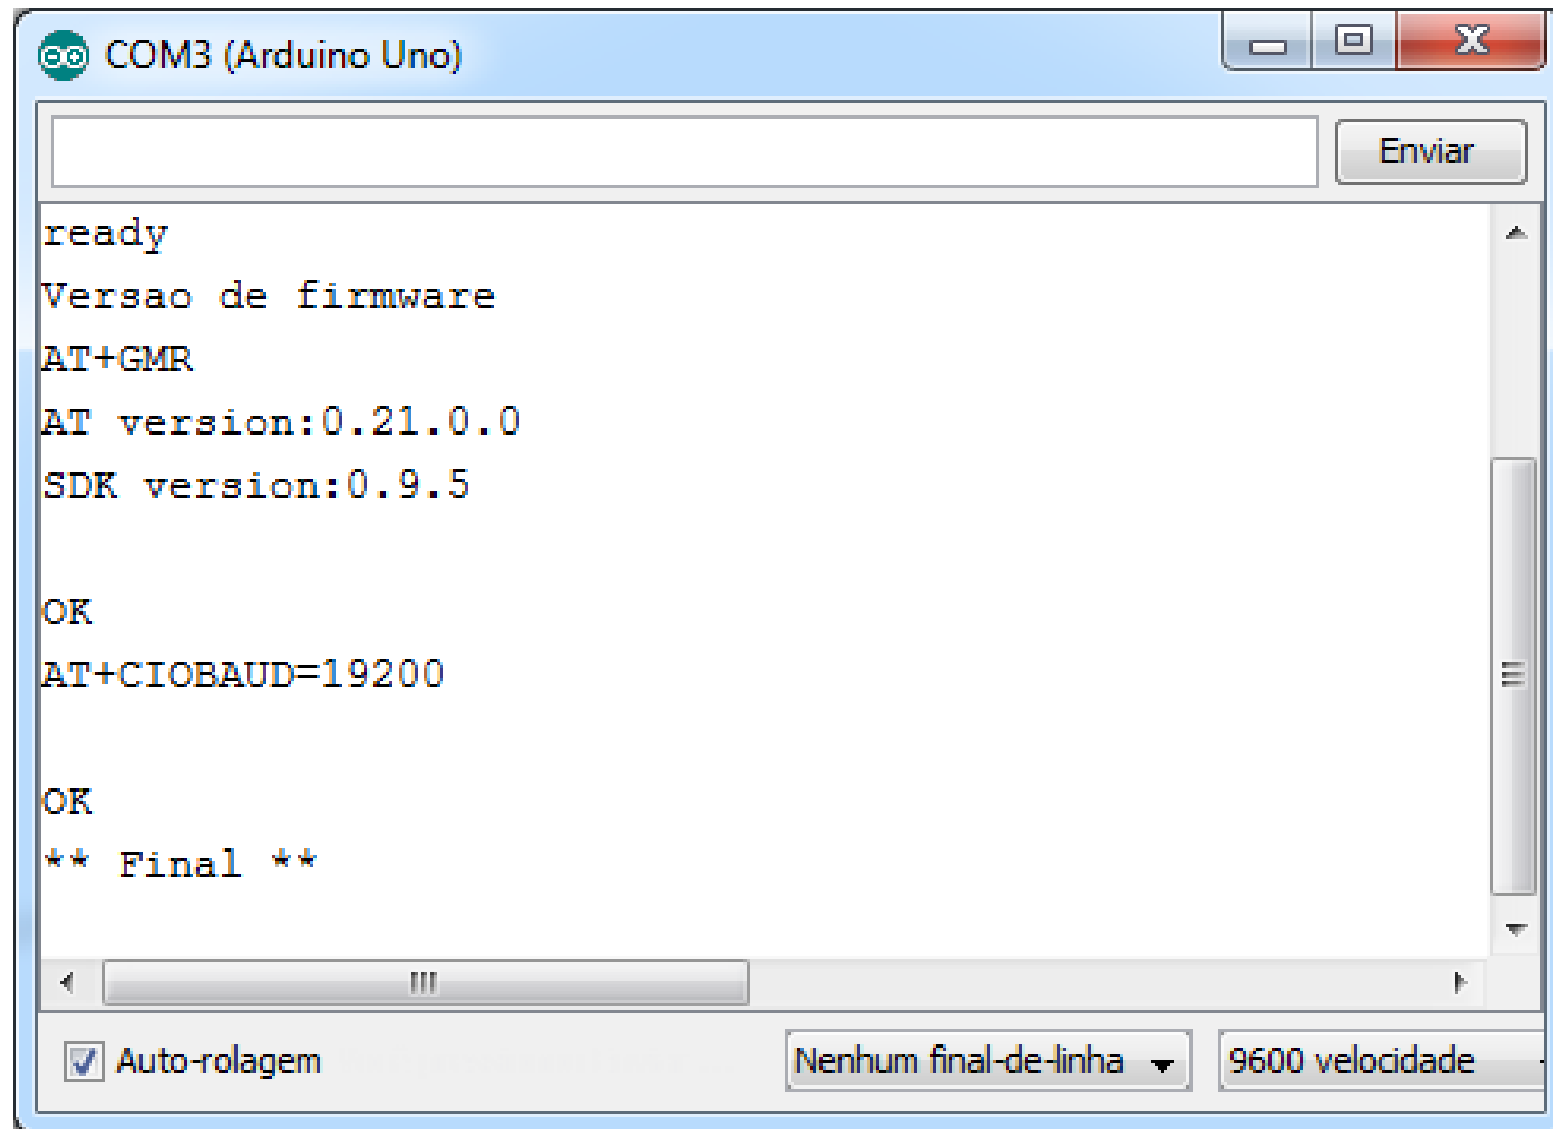 COM3 (Arduino Uno)
Enviar
ready
Versao de firmware
AT+GMR
AT version:0.21.0.0
SDK version:0.9.5
OK
AT+CIOBAUD=19200
OK
** Final **
Auto-rolagem
Nenhum final-de-linha
9600 velocidade